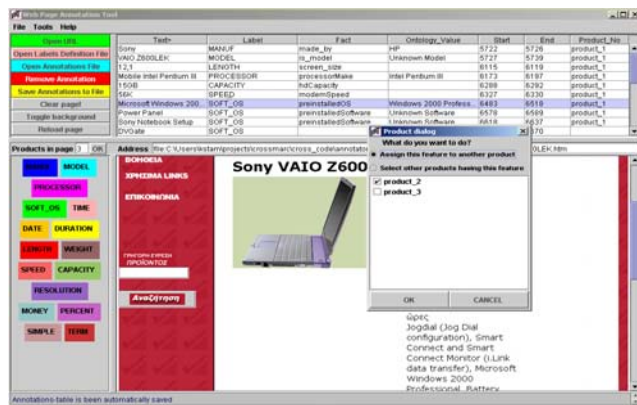 Web Page Annotation Tool
File Tools Help
Open URL
Open Labels Definition File
Open Annotations File
Remove Annotation
Save Annotations to File
Clear page!
Toggle background
Reload page
Text Label Fact Ontology_Value Start End Product_No
Sony MANUF made_by HP 5722 5726 product_1
VAIO Z600LEK MODEL is_model Unknown Model 5727 5739 product_1
12,1 LENGTH screen_size 6115 6119 product_1
Mobile Intel Pentium III PROCESSOR processorMake Intel Pentium III 6173 6197 product_1
15GB CAPACITY hdCapacity 6288 6292 product_1
56K SPEED modemSpeed 6327 6330 product_1
Microsoft Windows 200... SOFT_OS preinstalledOS Windows 2000 Profess... 6483 6518 product_1
Power Panel SOFT_OS preinstalledSoftware Unknown Software 6578 6589 product_1
Sony Notebook Setup SOFT_OS preinstalledSoftware Unknown Software 6618 6637 product_1
DVGate
Products in page 3 OK
MODEL
PROCESSOR
SOFT_OS TIME
DATE DURATION
LENGTH WEIGHT
SPEED CAPACITY
RESOLUTION
MONEY PERCENT
SIMPLE TERM
Address
ΒΟΗΘΕΙΑ
ΧΡΗΣΙΜΑ LINKS
ΕΠΙΚΟΙΝΩΝΙΑ
ΓΡΗΓΟΡΗ ΕΥΡΕΣΗ
ΠΡΟΪΟΝΤΟΣ
Αναζήτηση
Sony VAIO Z600
Product dialog
What do you want to do?
Assign this feature to another product
Select other products having this feature
product_2
product_3
OK CANCEL
ώρες
Jogdial (Jog Dial
configuration), Smart
Connect and Smart
Connect Monitor (i.Link
data transfer), Microsoft
Windows 2000
Professional, Battery
Annotations-table is been automatically saved